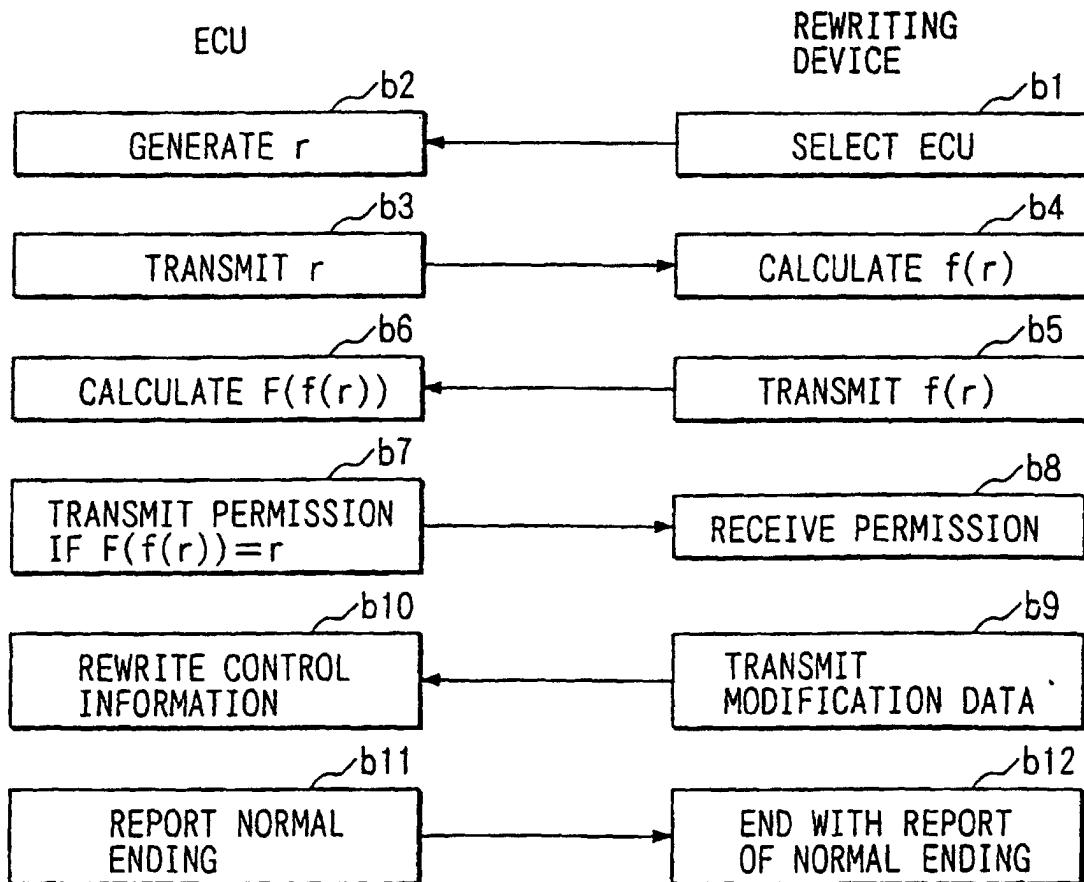 ECU
REWRITING
DEVICE
b2
b1
GENERATE r
SELECT ECU
b3
b4
TRANSMIT r
CALCULATE f(r)
b6
b5
CALCULATE F(f(r))
TRANSMIT f(r)
b7
b8
TRANSMIT PERMISSION
IF F(f(r))=r
RECEIVE PERMISSION
b10
b9
REWRITE CONTROL
INFORMATION
TRANSMIT
MODIFICATION DATA
b11
b12
REPORT NORMAL
ENDING
END WITH REPORT
OF NORMAL ENDING